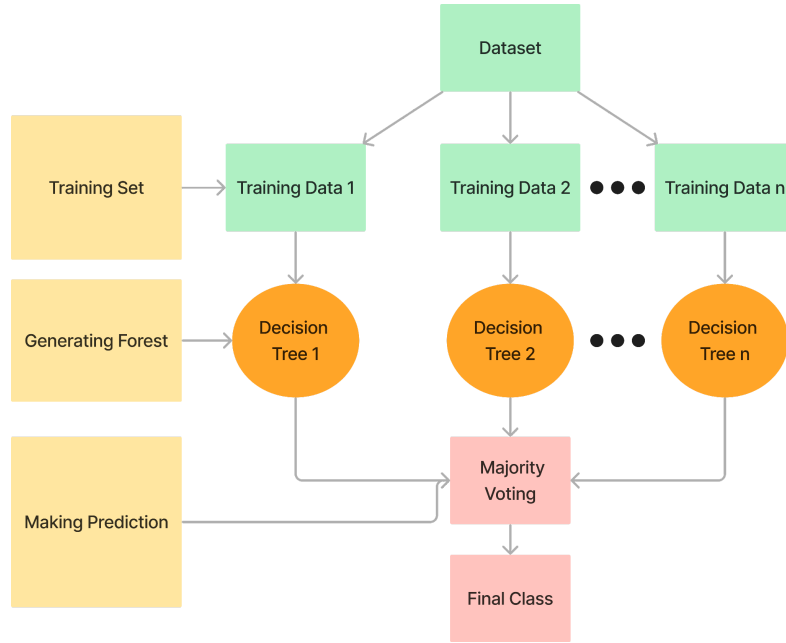 Dataset
Training Set
Training Data 1
Training Data 2
Training Data n
Generating Forest
Decision
Tree 1
Decision
Tree 2
Decision
Tree n
Making Prediction
Majority
Voting
Final Class